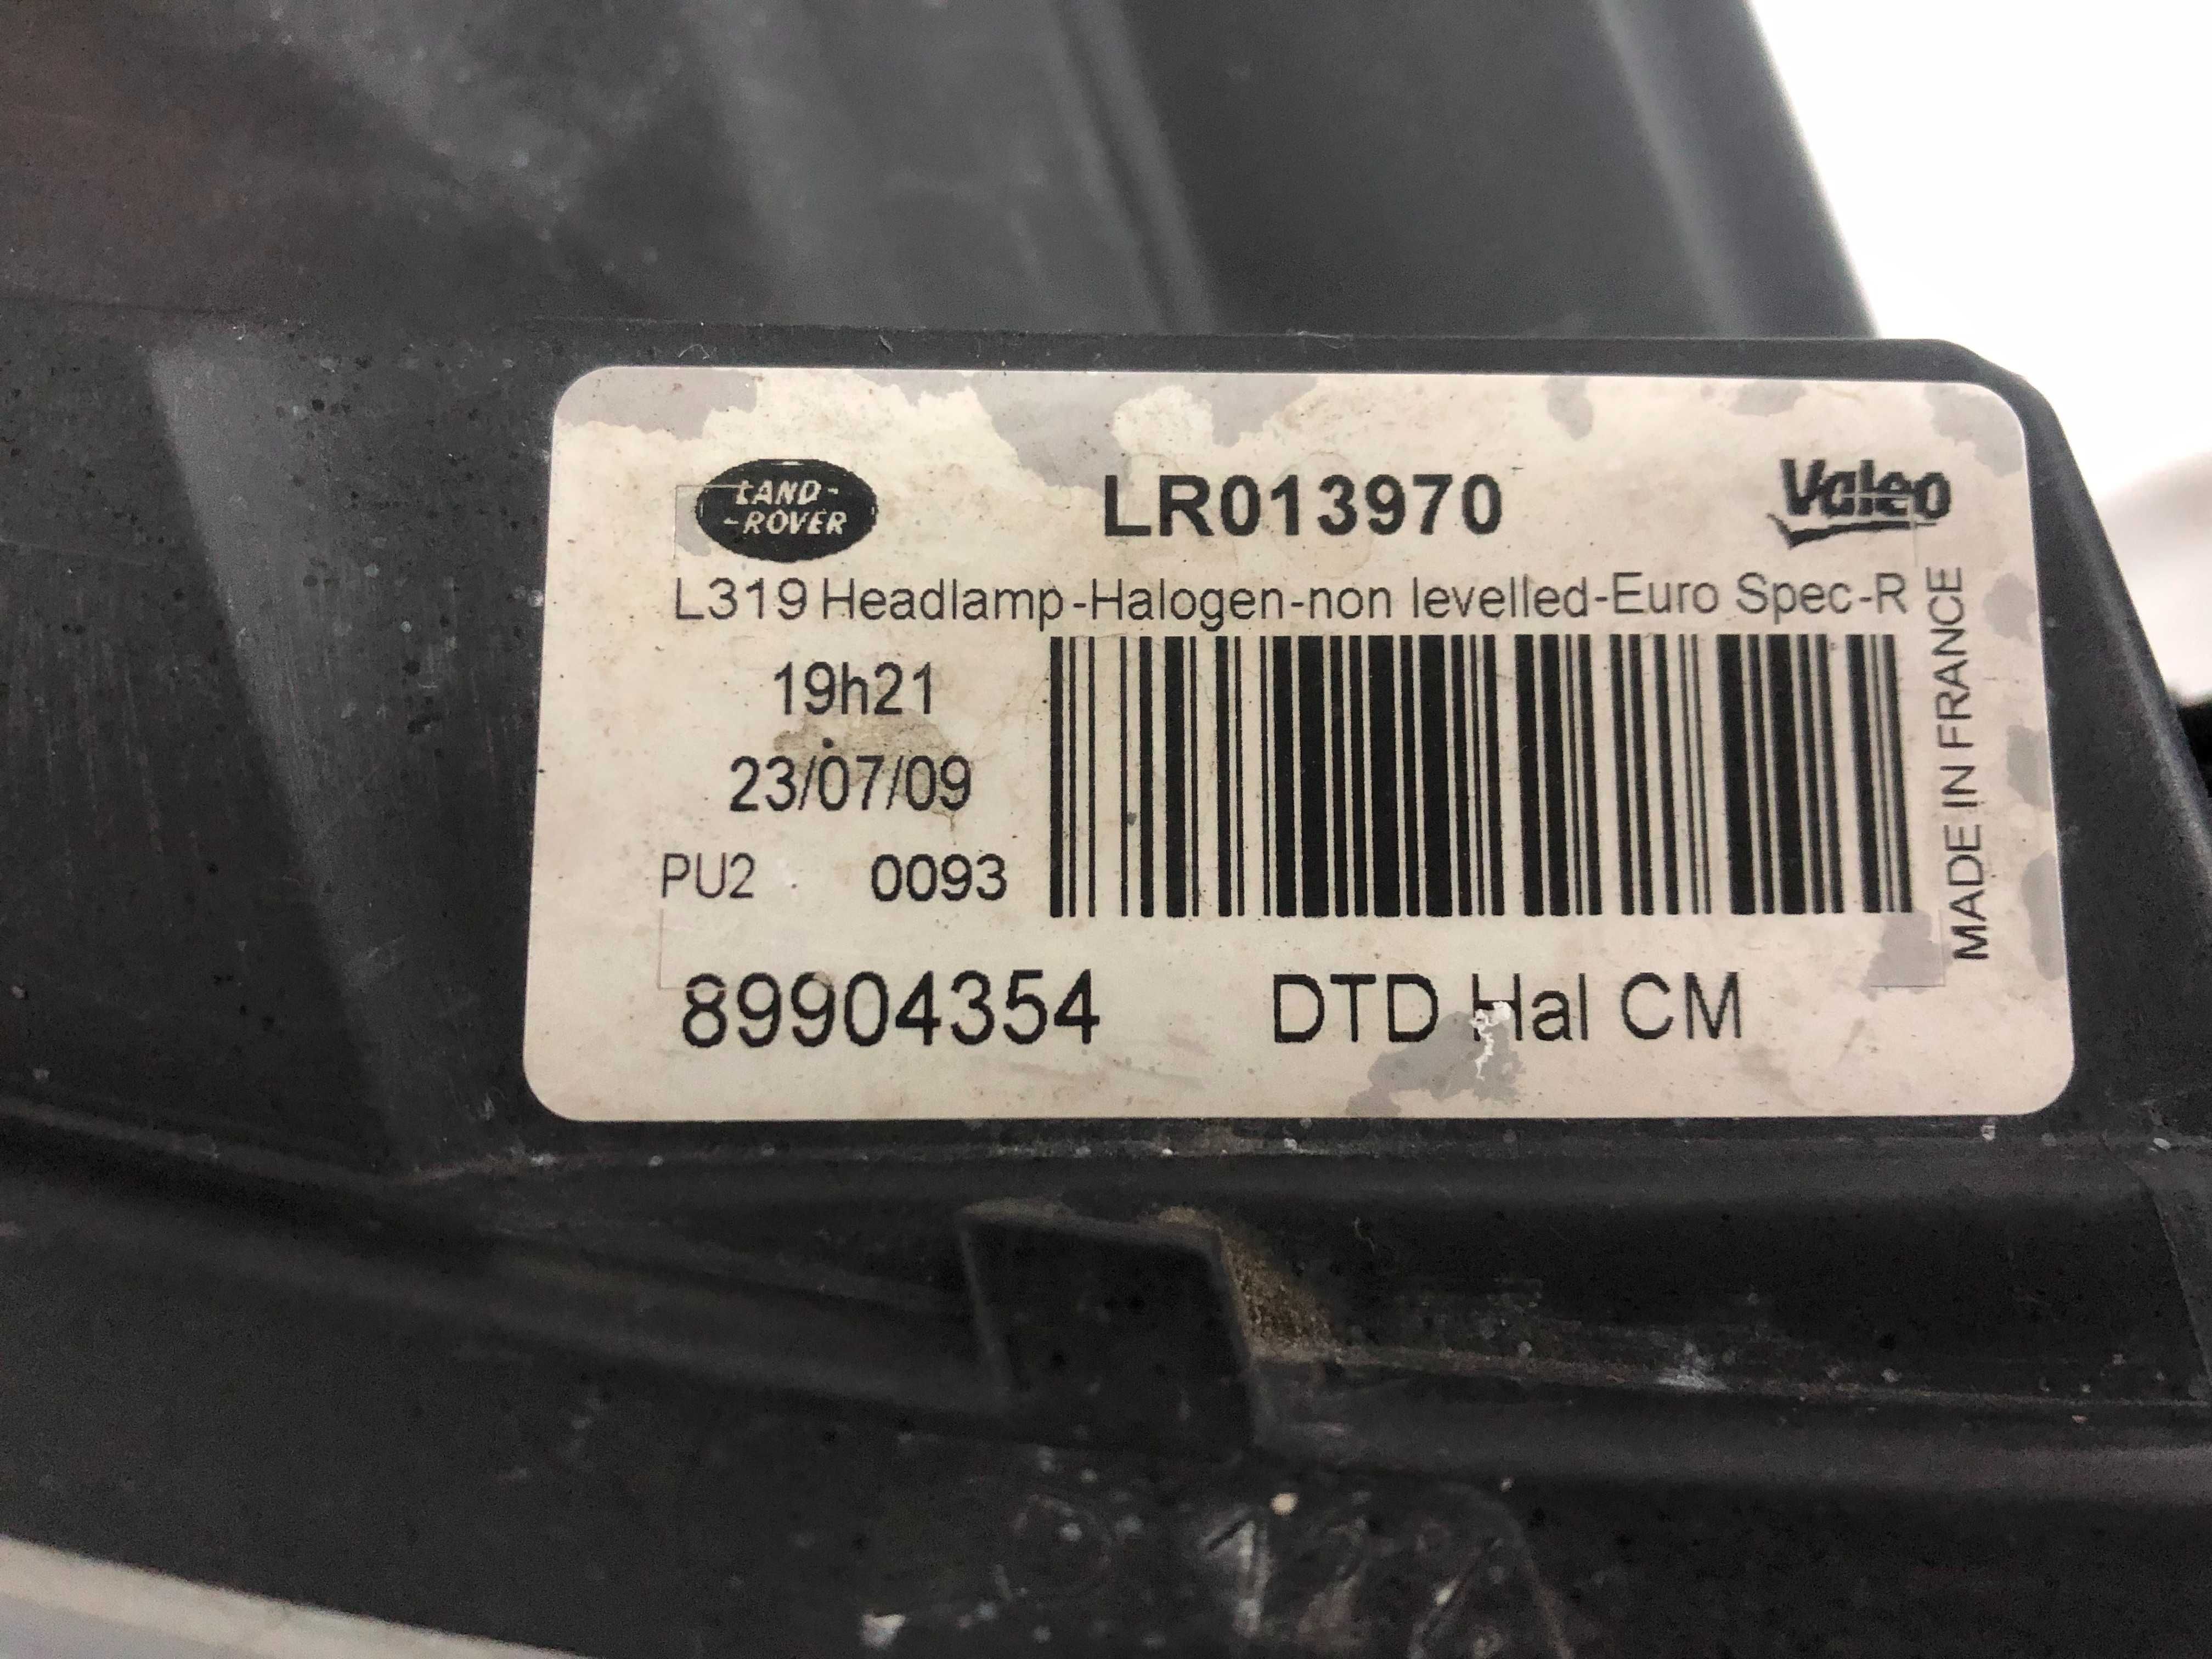 LAND-
-ROVER
LR013970
Valeo
L319 Headlamp-Halogen-non levelled-Euro Spec-R
19h21
23/07/09
PU2 0093
MADE IN FRANCE
89904354 DTD Hal CM